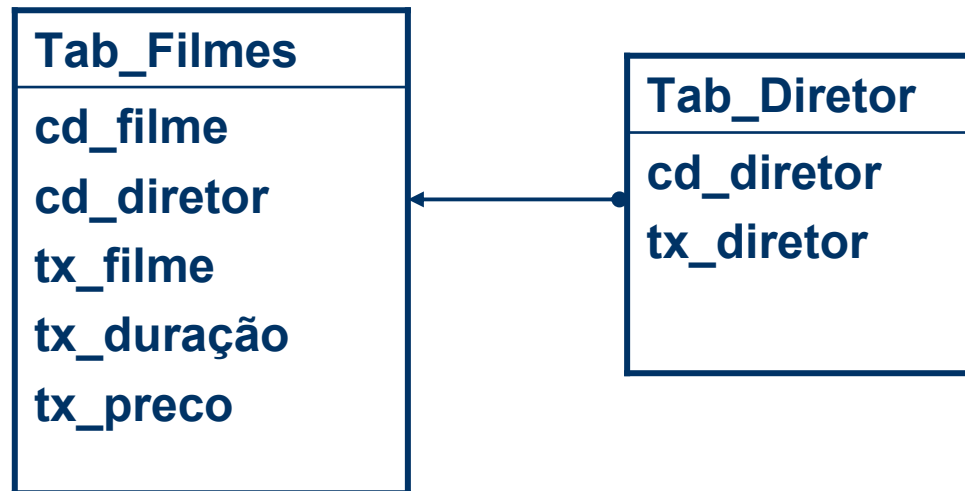 Tab_Filmes
cd_filme
cd_diretor
tx_filme
tx_duração
tx_preco
Tab_Diretor
cd_diretor
tx_diretor